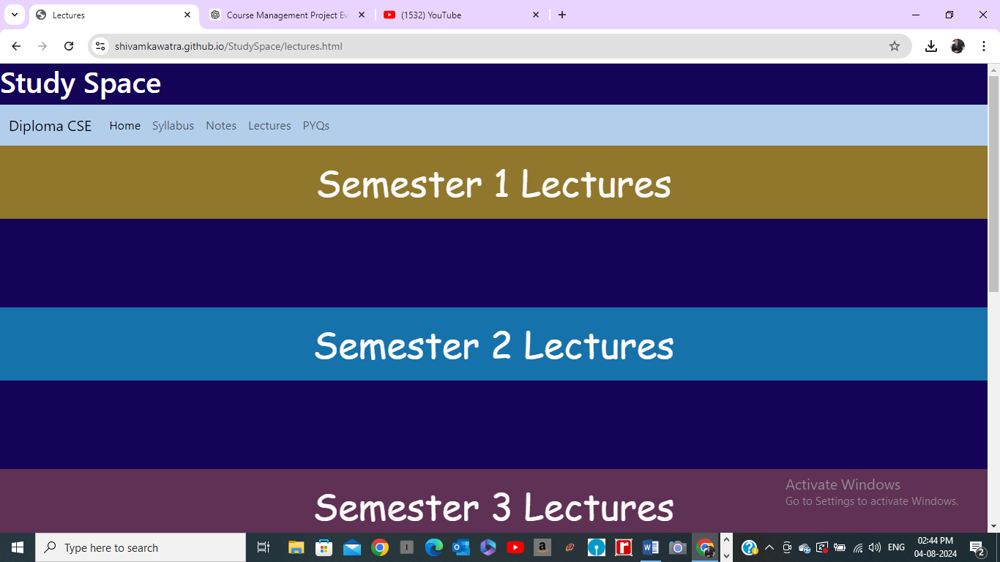 Lectures
Course Management Project Ev
(1532) YouTube
shivamkawatra.github.io/StudySpace/lectures.html
Study Space
Diploma CSE Home Syllabus Notes Lectures PYQs
Semester 1 Lectures
Semester 2 Lectures
Semester 3 Lectures
Activate Windows
Go to Settings to activate Windows.
Type here to search
ENG
02:44 PM
04-08-2024
2